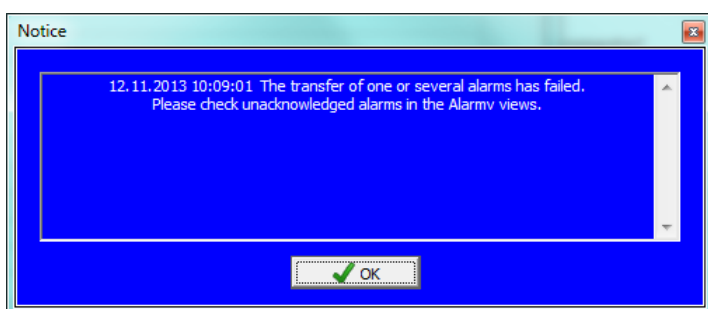 Notice
12.11.2013 10:09:01 The transfer of one or several alarms has failed.
Please check unacknowledged alarms in the Alarmv views.
OK